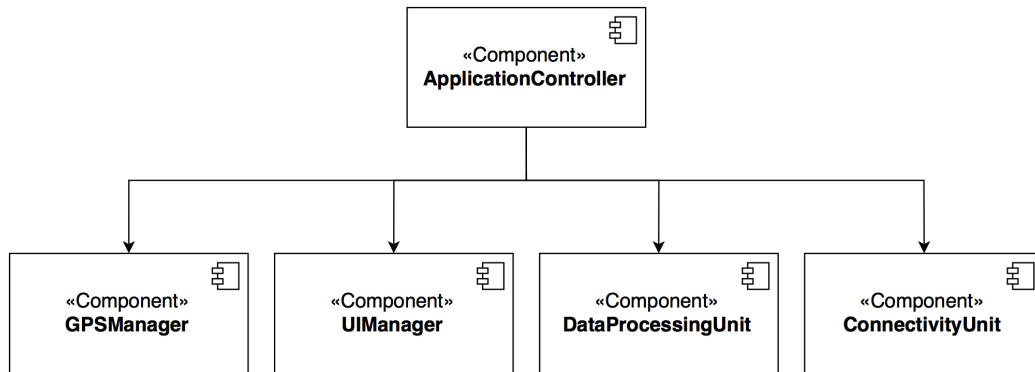 «Component»
ApplicationController
«Component»
GPSManager
«Component»
UIManager
«Component»
DataProcessingUnit
«Component»
ConnectivityUnit